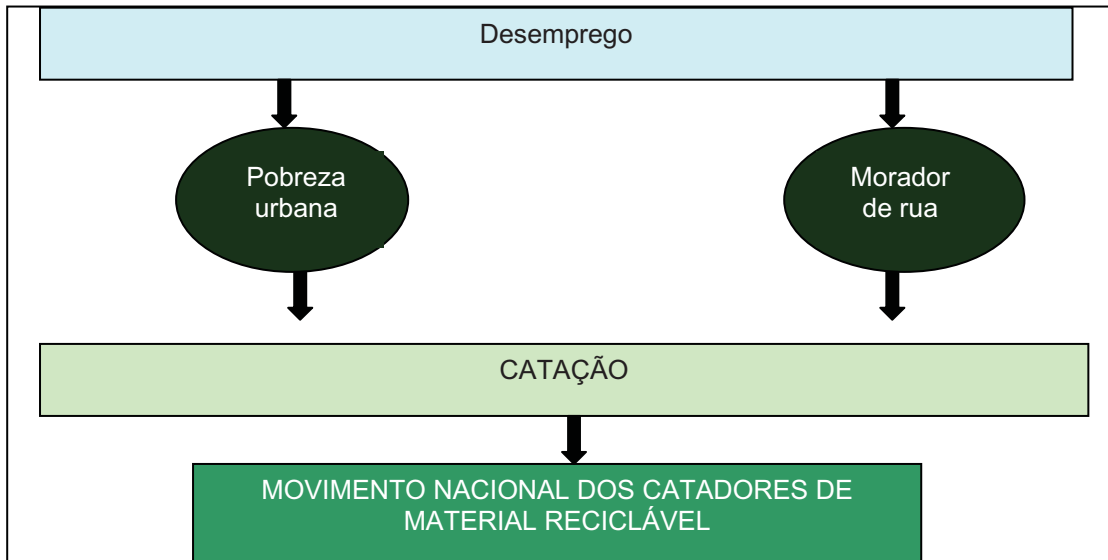 Desemprego
Pobreza
urbana
Morador
de rua
CATAÇÃO
MOVIMENTO NACIONAL DOS CATADORES DE
MATERIAL RECICLÁVEL